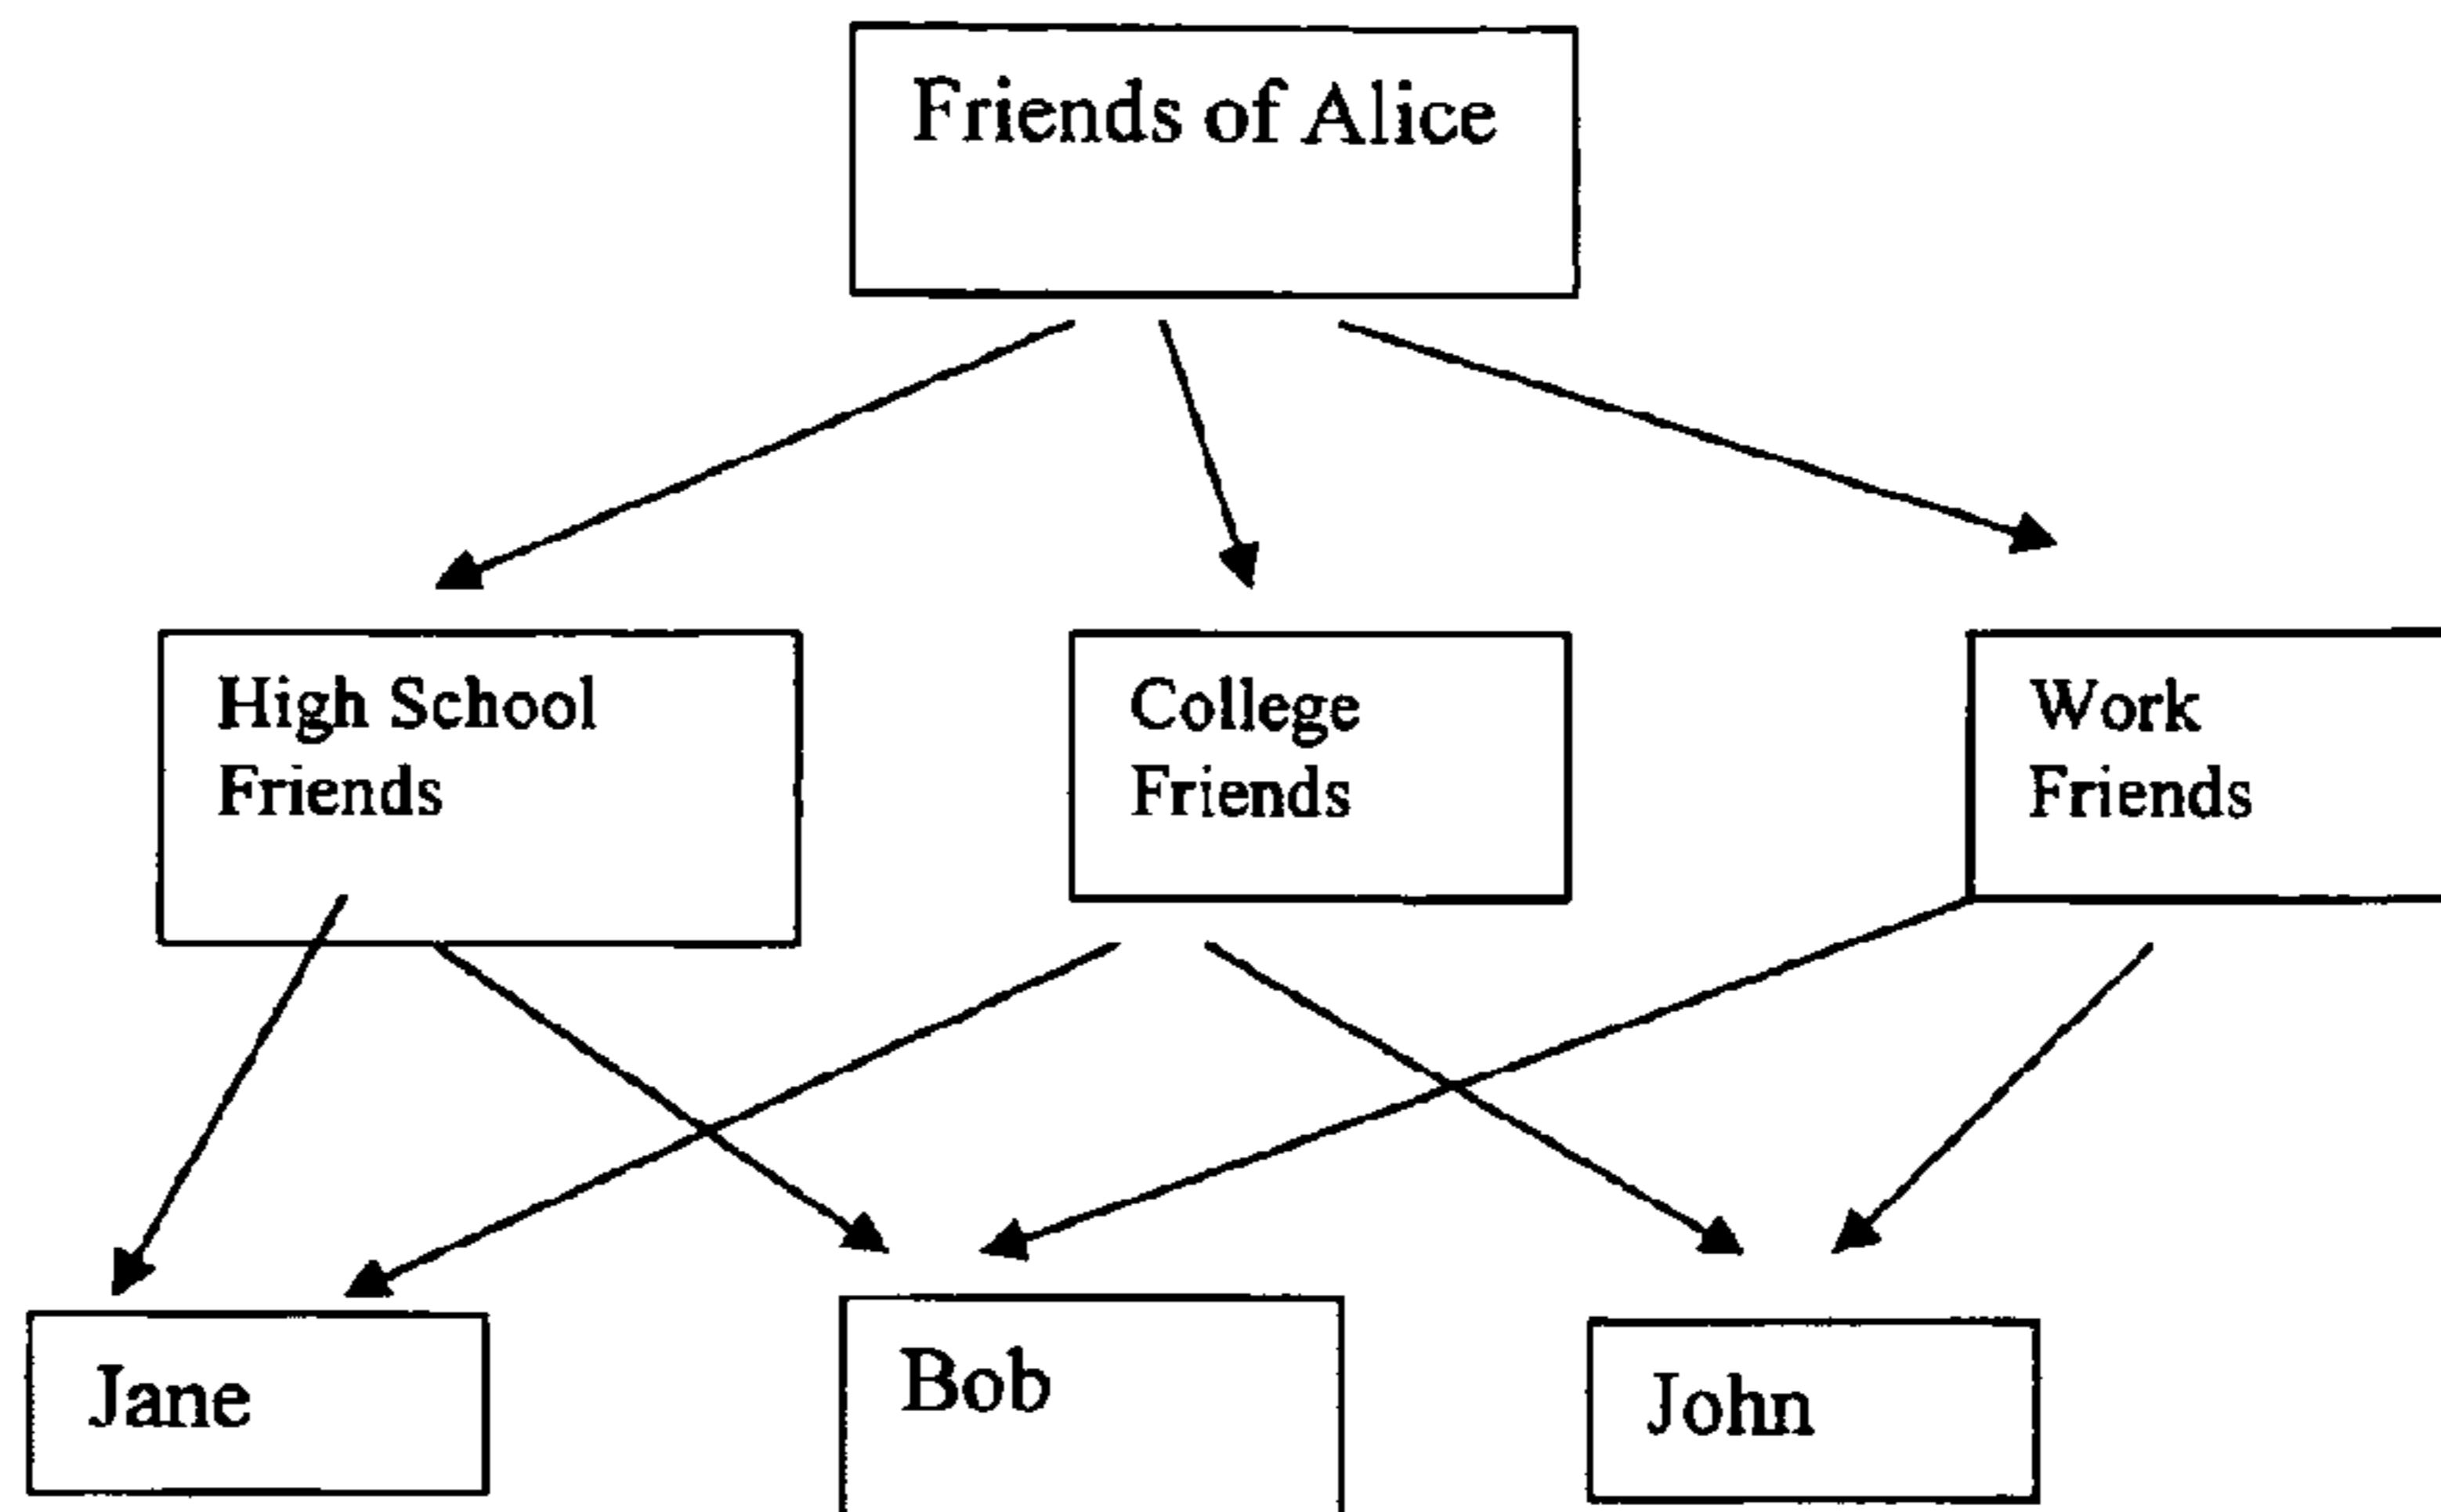 Friends of Alice
High School
Friends
College
Friends
Work
Friends
Jane
Bob
John